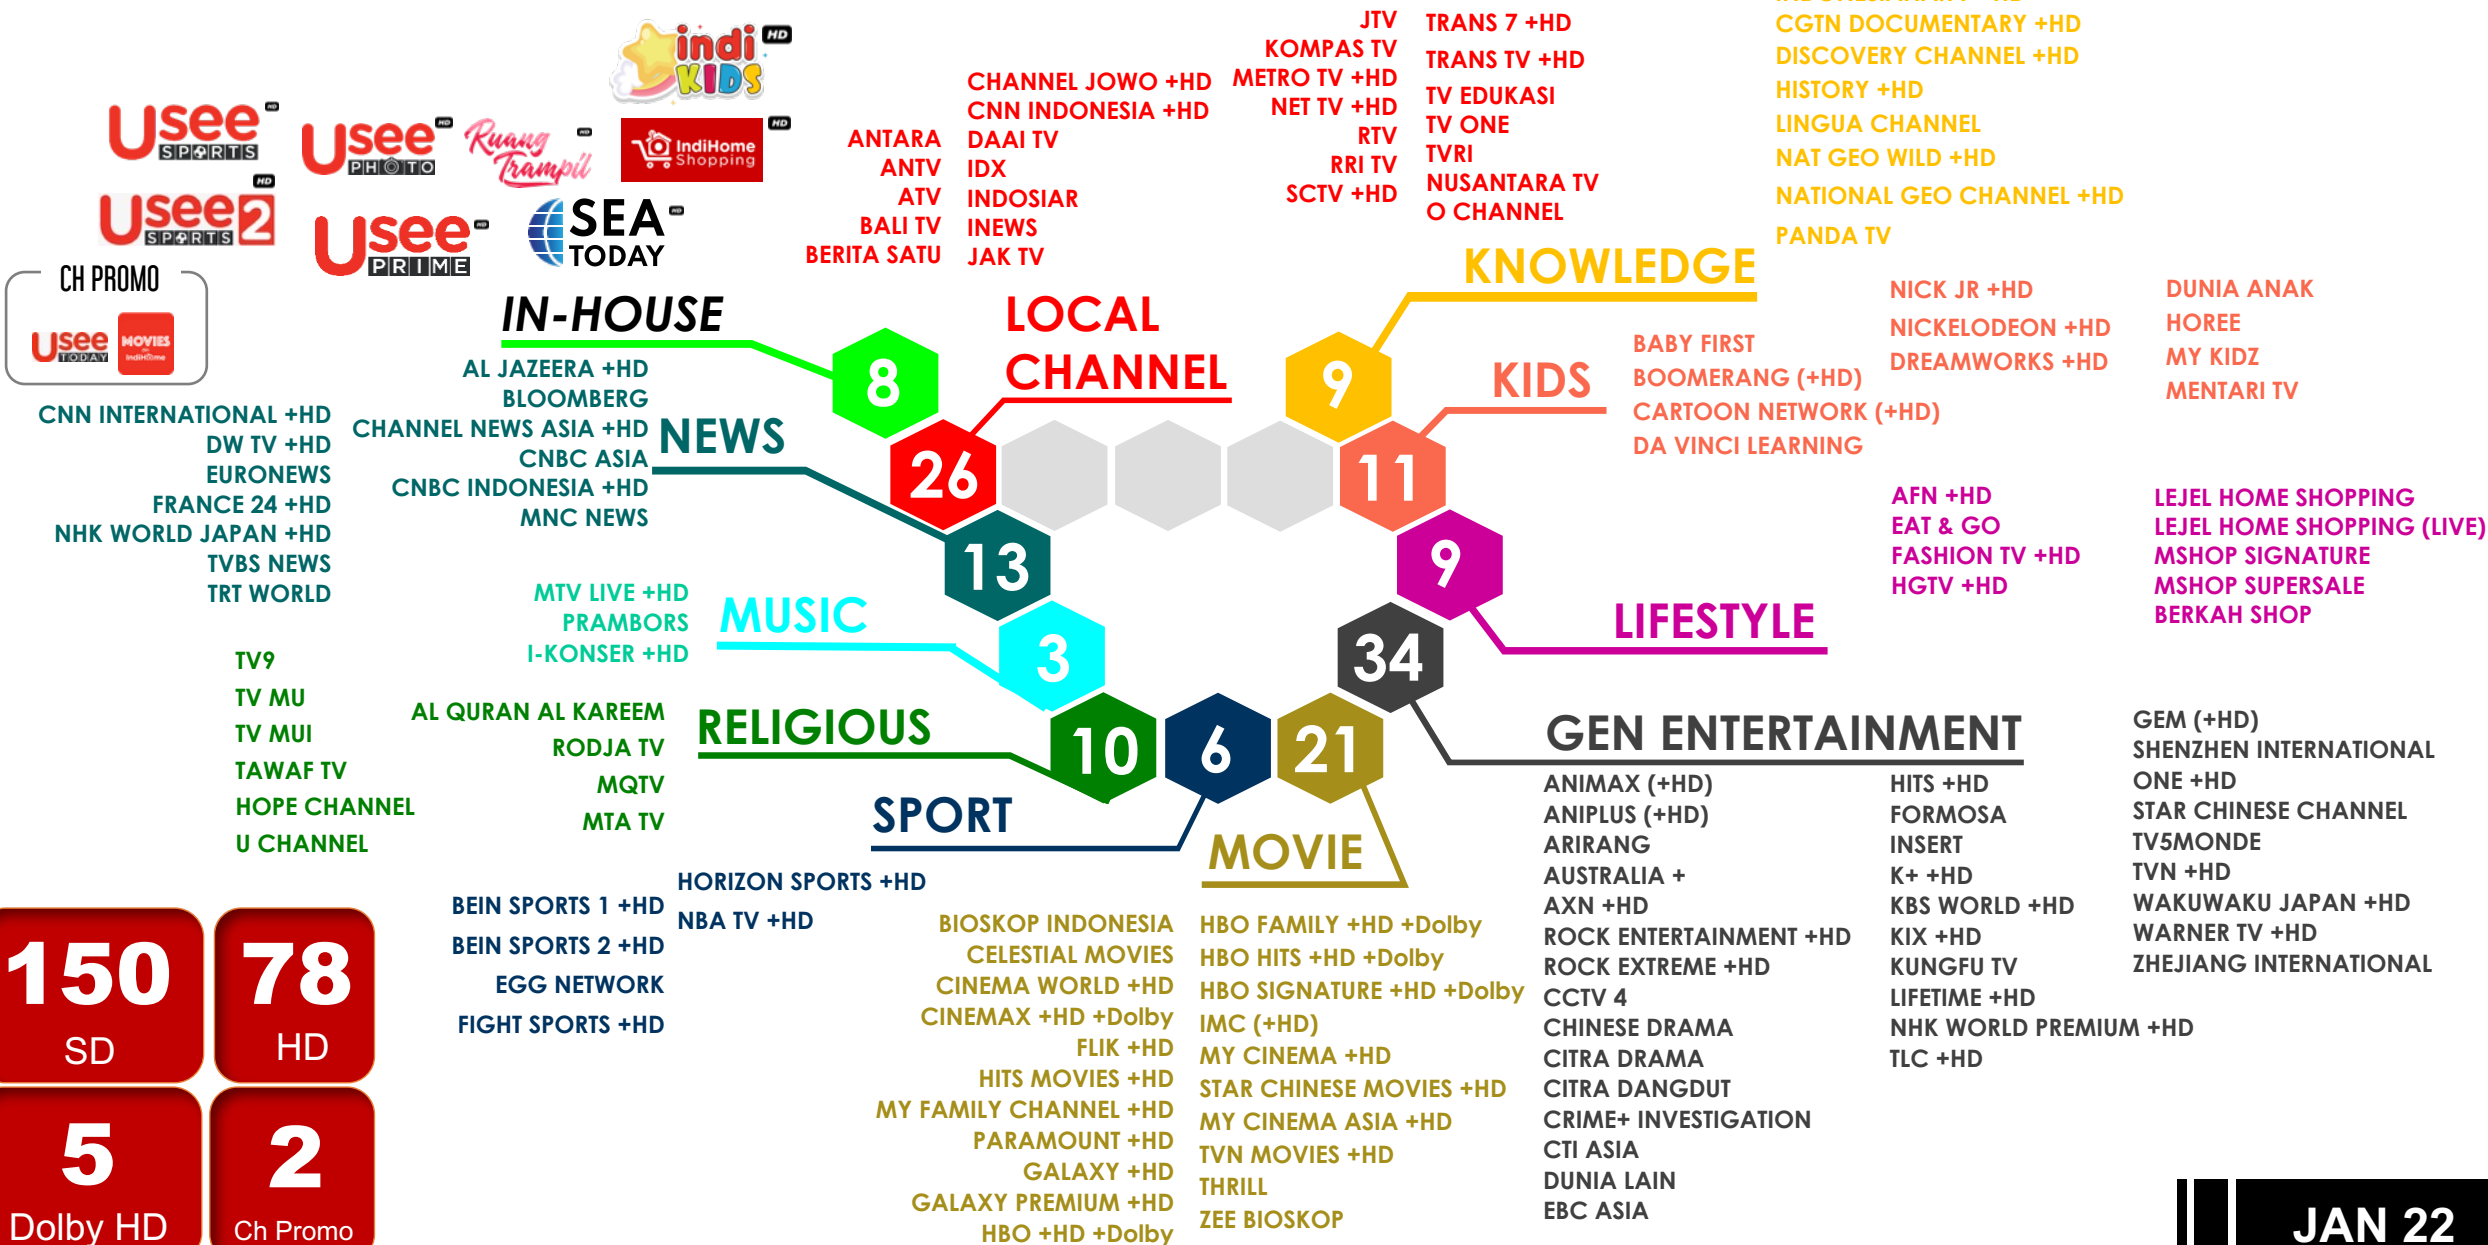 indi HD
KIDS
Usee HD
SPORTS
Usee HD
PHOTO
Ruang HD
Trampil
IndiHome HD
Shopping
Usee2 HD
SPORTS
Usee HD
PRIME
SEA HD
TODAY
CH PROMO
Usee
TODAY
MOVIES
IndiHome
IN-HOUSE
8
ANTARA
ANTV
ATV
BALI TV
BERITA SATU
CHANNEL JOWO +HD
CNN INDONESIA +HD
DAAI TV
IDX
INDOSIAR
INEWS
JAK TV
JTV
KOMPAS TV
METRO TV +HD
NET TV +HD
RTV
RRI TV
SCTV +HD
TRANS 7 +HD
TRANS TV +HD
TV EDUKASI
TV ONE
TVRI
NUSANTARA TV
O CHANNEL
LOCAL
CHANNEL
26
CGTN DOCUMENTARY +HD
DISCOVERY CHANNEL +HD
HISTORY +HD
LINGUA CHANNEL
NAT GEO WILD +HD
NATIONAL GEO CHANNEL +HD
PANDA TV
KNOWLEDGE
9
KIDS
11
BABY FIRST
BOOMERANG (+HD)
CARTOON NETWORK (+HD)
DA VINCI LEARNING
NICK JR +HD
NICKELODEON +HD
DREAMWORKS +HD
DUNIA ANAK
HOREE
MY KIDZ
MENTARI TV
CNN INTERNATIONAL +HD
DW TV +HD
EURONEWS
FRANCE 24 +HD
NHK WORLD JAPAN +HD
TVBS NEWS
TRT WORLD
AL JAZEERA +HD
BLOOMBERG
CHANNEL NEWS ASIA +HD
CNBC ASIA
CNBC INDONESIA +HD
MNC NEWS
NEWS
13
AFN +HD
EAT & GO
FASHION TV +HD
HGTV +HD
LEJEL HOME SHOPPING
LEJEL HOME SHOPPING (LIVE)
MSHOP SIGNATURE
MSHOP SUPERSALE
BERKAH SHOP
LIFESTYLE
9
MTV LIVE +HD
PRAMBORS
I-KONSER +HD
MUSIC
3
TV9
TV MU
TV MUI
TAWAF TV
HOPE CHANNEL
U CHANNEL
AL QURAN AL KAREEM
RODJA TV
MQTV
MTA TV
RELIGIOUS
10
SPORT
6
BEIN SPORTS 1 +HD
BEIN SPORTS 2 +HD
EGG NETWORK
FIGHT SPORTS +HD
HORIZON SPORTS +HD
NBA TV +HD
MOVIE
21
BIOSKOP INDONESIA
CELESTIAL MOVIES
CINEMA WORLD +HD
CINEMAX +HD +Dolby
FLIK +HD
HITS MOVIES +HD
MY FAMILY CHANNEL +HD
PARAMOUNT +HD
GALAXY +HD
GALAXY PREMIUM +HD
HBO +HD +Dolby
HBO FAMILY +HD +Dolby
HBO HITS +HD +Dolby
HBO SIGNATURE +HD +Dolby
IMC (+HD)
MY CINEMA +HD
STAR CHINESE MOVIES +HD
MY CINEMA ASIA +HD
TVN MOVIES +HD
THRILL
ZEE BIOSKOP
34
GEN ENTERTAINMENT
ANIMAX (+HD)
ANIPLUS (+HD)
ARIRANG
AUSTRALIA +
AXN +HD
ROCK ENTERTAINMENT +HD
ROCK EXTREME +HD
CCTV 4
CHINESE DRAMA
CITRA DRAMA
CITRA DANGDUT
CRIME+ INVESTIGATION
CTI ASIA
DUNIA LAIN
EBC ASIA
HITS +HD
FORMOSA
INSERT
K+ +HD
KBS WORLD +HD
KIX +HD
KUNGFU TV
LIFETIME +HD
NHK WORLD PREMIUM +HD
TLC +HD
GEM (+HD)
SHENZHEN INTERNATIONAL
ONE +HD
STAR CHINESE CHANNEL
TV5MONDE
TVN +HD
WAKUWAKU JAPAN +HD
WARNER TV +HD
ZHEJIANG INTERNATIONAL
150
SD
78
HD
5
Dolby HD
2
Ch Promo
JAN 22